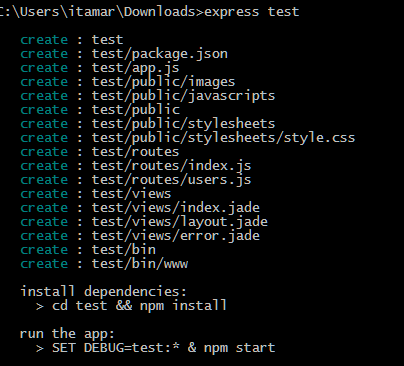 C:\Users\itamar\Downloads>express test
create : test
create : test/package.json
create : test/app.js
create : test/public/images
create : test/public/javascripts
create : test/public
create : test/public/stylesheets
create : test/public/stylesheets/style.css
create : test/routes
create : test/routes/index.js
create : test/routes/users.js
create : test/views
create : test/views/index.jade
create : test/views/layout.jade
create : test/views/error.jade
create : test/bin
create : test/bin/www
install dependencies:
> cd test && npm install
run the app:
> SET DEBUG=test:* & npm start